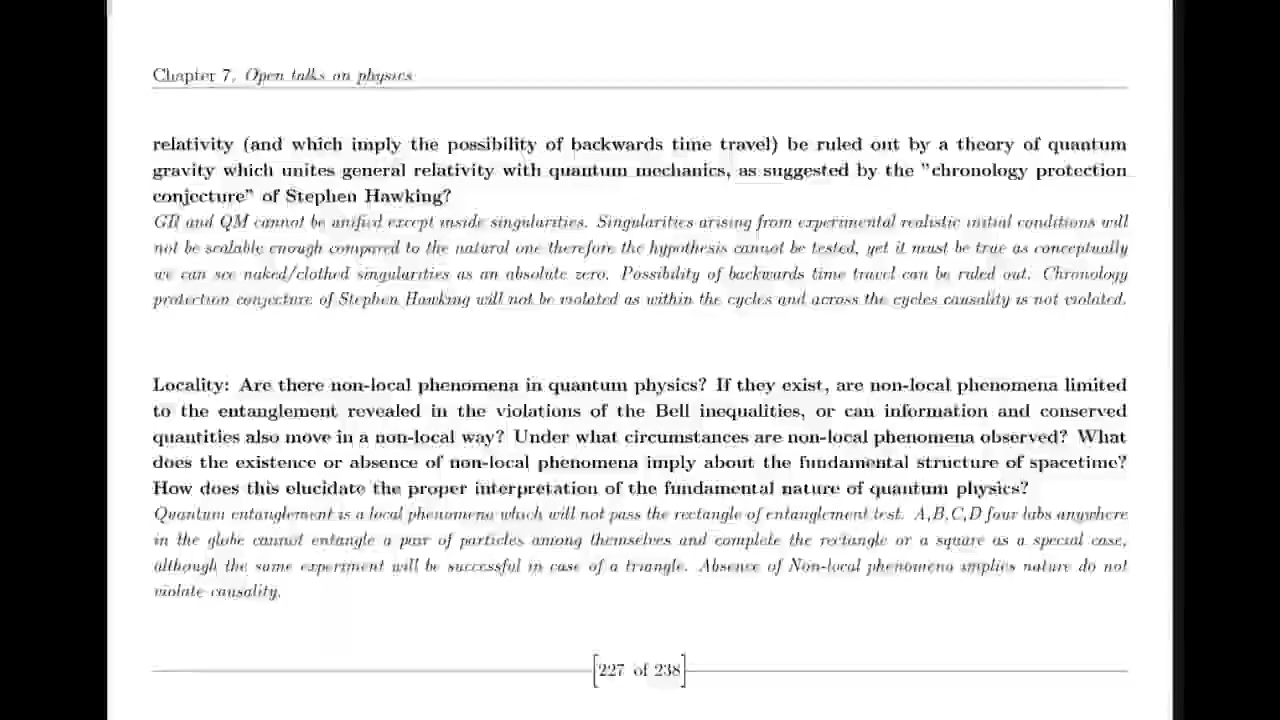 Chapter 7. Open talks on physics
relativity (and which imply the possibility of backwards time travel) be ruled out by a theory of quantum
gravity which unites general relativity with quantum mechanics, as suggested by the "chronology protection
conjecture" of Stephen Hawking?
GR and QM cannot be unified except inside singularities. Singularities arising from experimental realistic initial conditions will
not be scalable enough compared to the natural one therefore the hypothesis cannot be tested, yet it must be true as conceptually
we can see naked/clothed singularities as an absolute zero. Possibility of backwards time travel can be ruled out. Chronology
protection conjecture of Stephen Hawking will not be violated as within the cycles and across the cycles causality is not violated.
Locality: Are there non-local phenomena in quantum physics? If they exist, are non-local phenomena limited
to the entanglement revealed in the violations of the Bell inequalities, or can information and conserved
quantities also move in a non-local way? Under what circumstances are non-local phenomena observed? What
does the existence or absence of non-local phenomena imply about the fundamental structure of spacetime?
How does this elucidate the proper interpretation of the fundamental nature of quantum physics?
Quantum entanglement is a local phenomena which will not pass the rectangle of entanglement test. A,B,C,D four labs anywhere
in the globe cannot entangle a pair of particles among themselves and complete the rectangle or a square as a special case,
although the same experiment will be successful in case of a triangle. Absence of Non-local phenomena implies nature do not
violate causality.
[227 of 238]